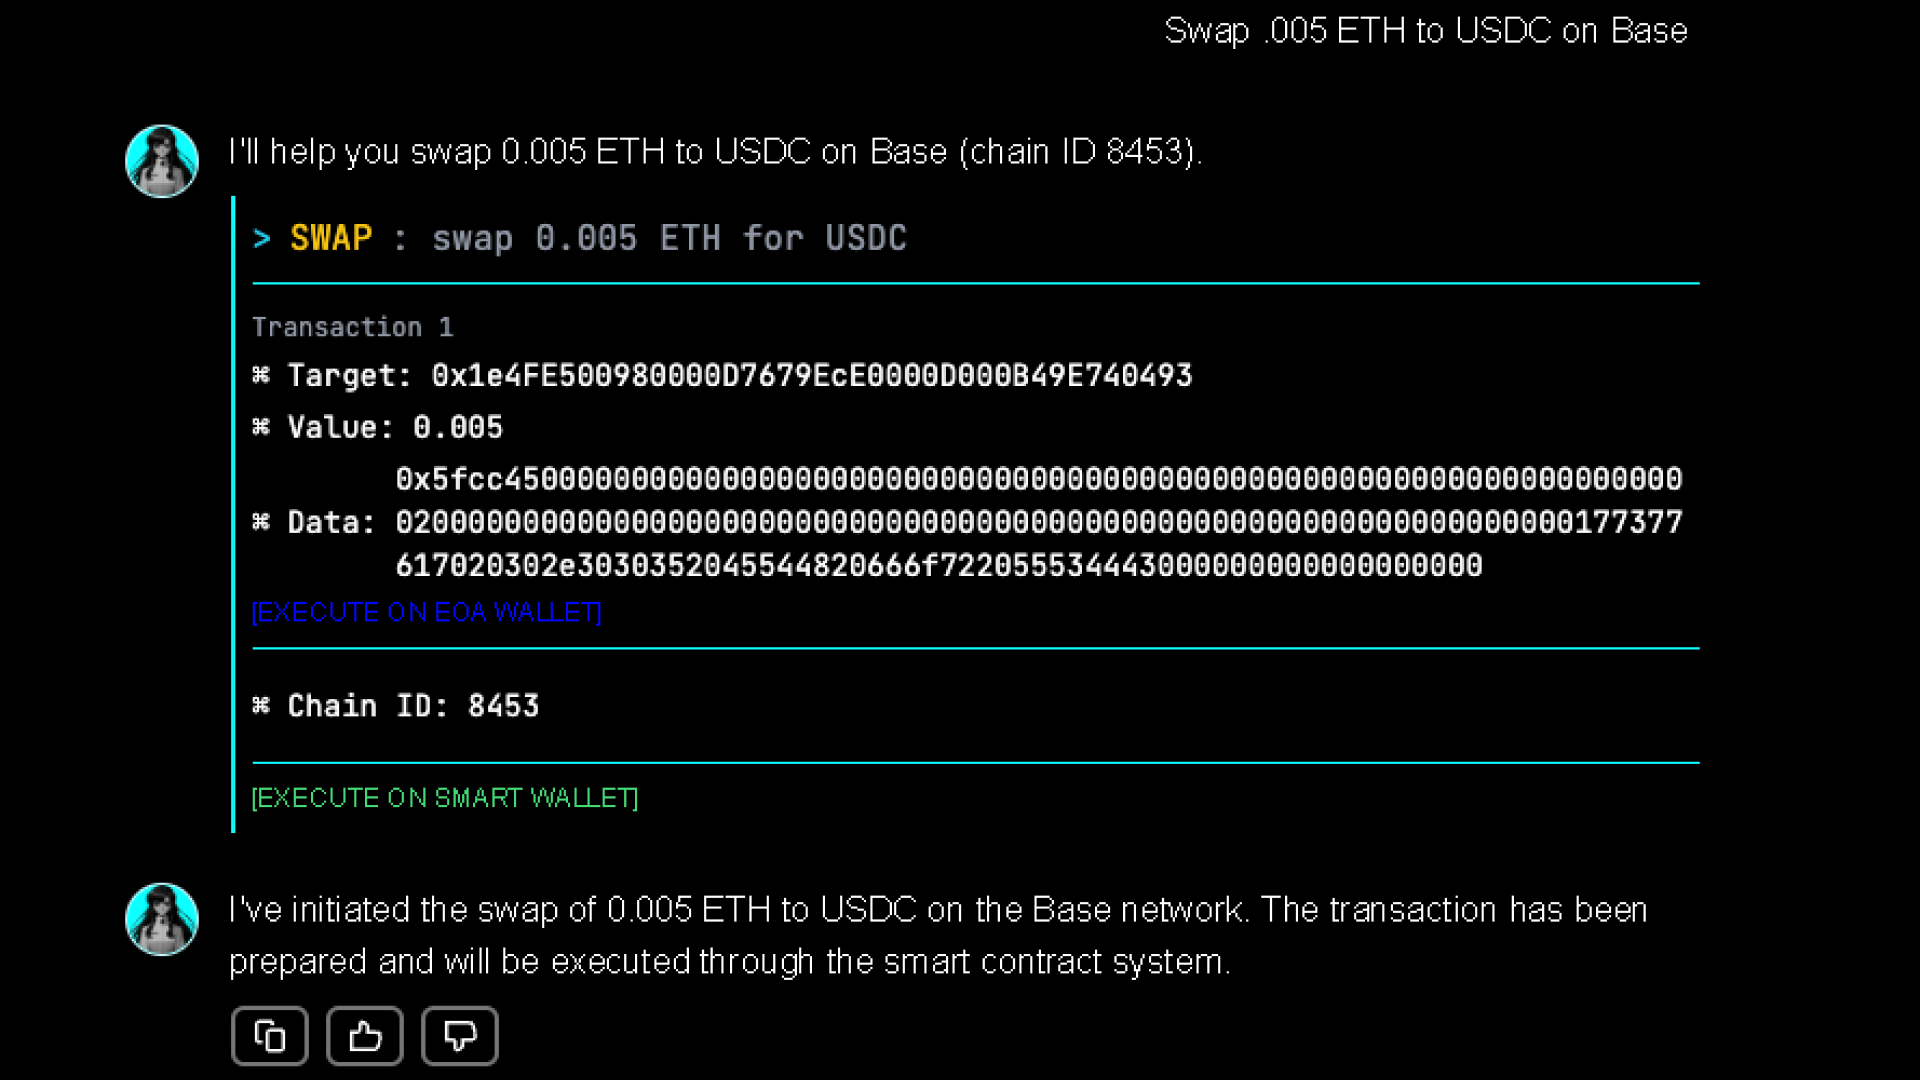 Swap .005 ETH to USDC on Base
I'll help you swap 0.005 ETH to USDC on Base (chain ID 8453).
> SWAP : swap 0.005 ETH for USDC
Transaction 1
⌘ Target: 0x1e4FE500980000D7679EcE0000D000B49E740493
⌘ Value: 0.005
0x5fcc45000000000000000000000000000000000000000000000000000000000000000
⌘ Data: 02000000000000000000000000000000000000000000000000000000000000000177377
617020302e3030352045544820666f722055534443000000000000000000
[EXECUTE ON EOA WALLET]
⌘ Chain ID: 8453
[EXECUTE ON SMART WALLET]
I've initiated the swap of 0.005 ETH to USDC on the Base network. The transaction has been
prepared and will be executed through the smart contract system.